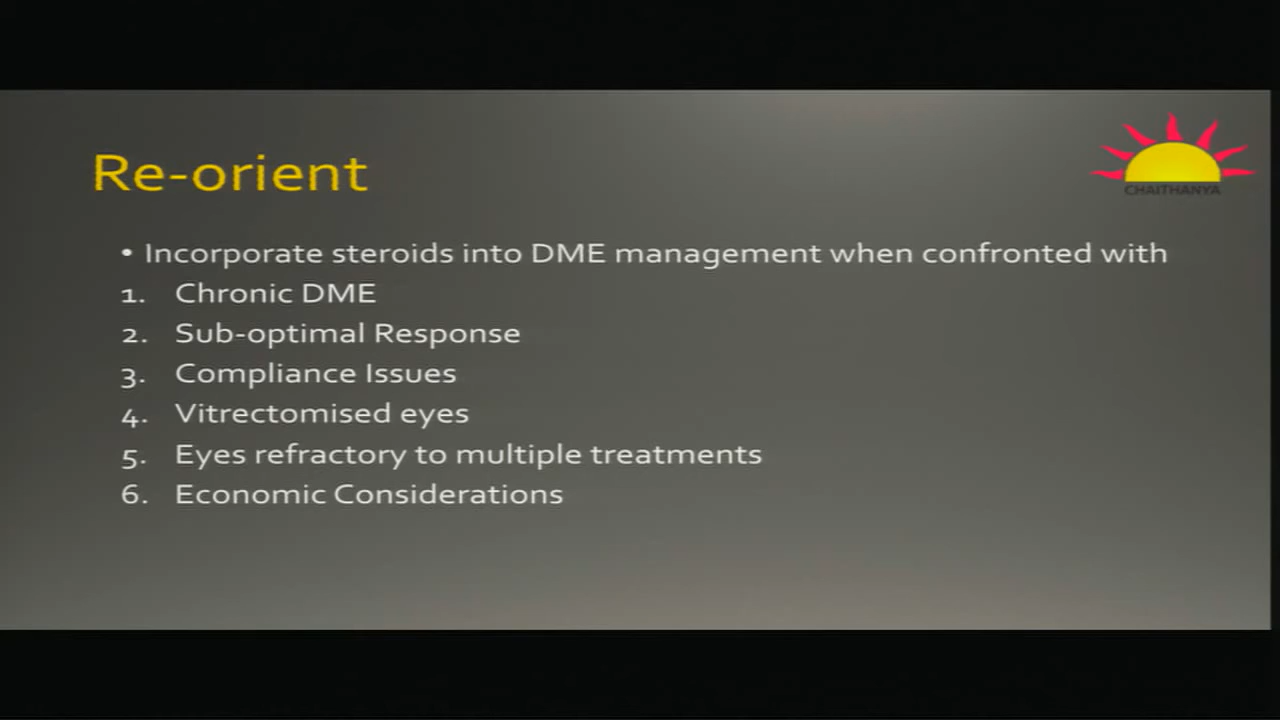 Re-orient
CHAITHANYA
• Incorporate steroids into DME management when confronted with
1. Chronic DME
2. Sub-optimal Response
3. Compliance Issues
4. Vitrectomised eyes
5. Eyes refractory to multiple treatments
6. Economic Considerations